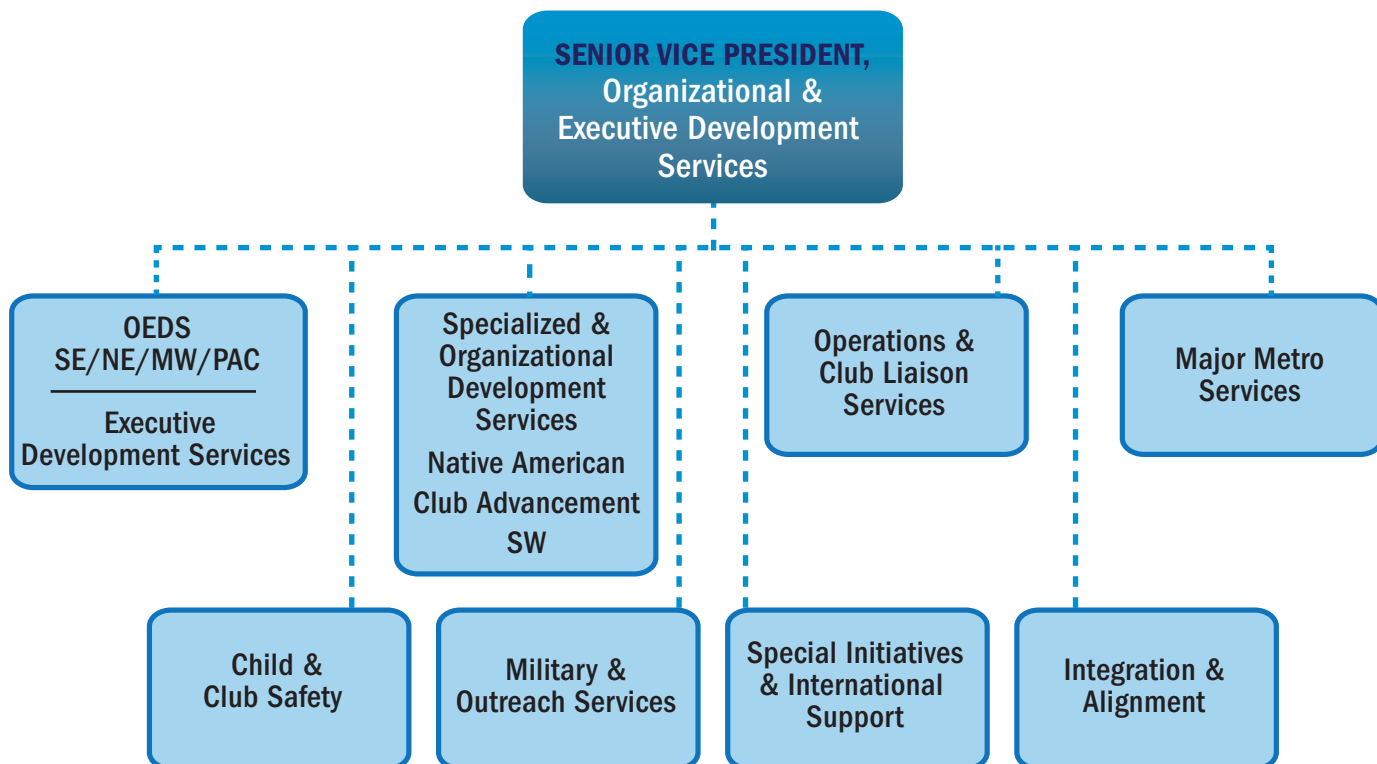 SENIOR VICE PRESIDENT,
Organizational &
Executive Development
Services
OEDS
SE/NE/MW/PAC
Executive
Development Services
Specialized &
Organizational
Development
Services
Native American
Club Advancement
SW
Operations &
Club Liaison
Services
Major Metro
Services
Child &
Club Safety
Military &
Outreach Services
Special Initiatives
& International
Support
Integration &
Alignment